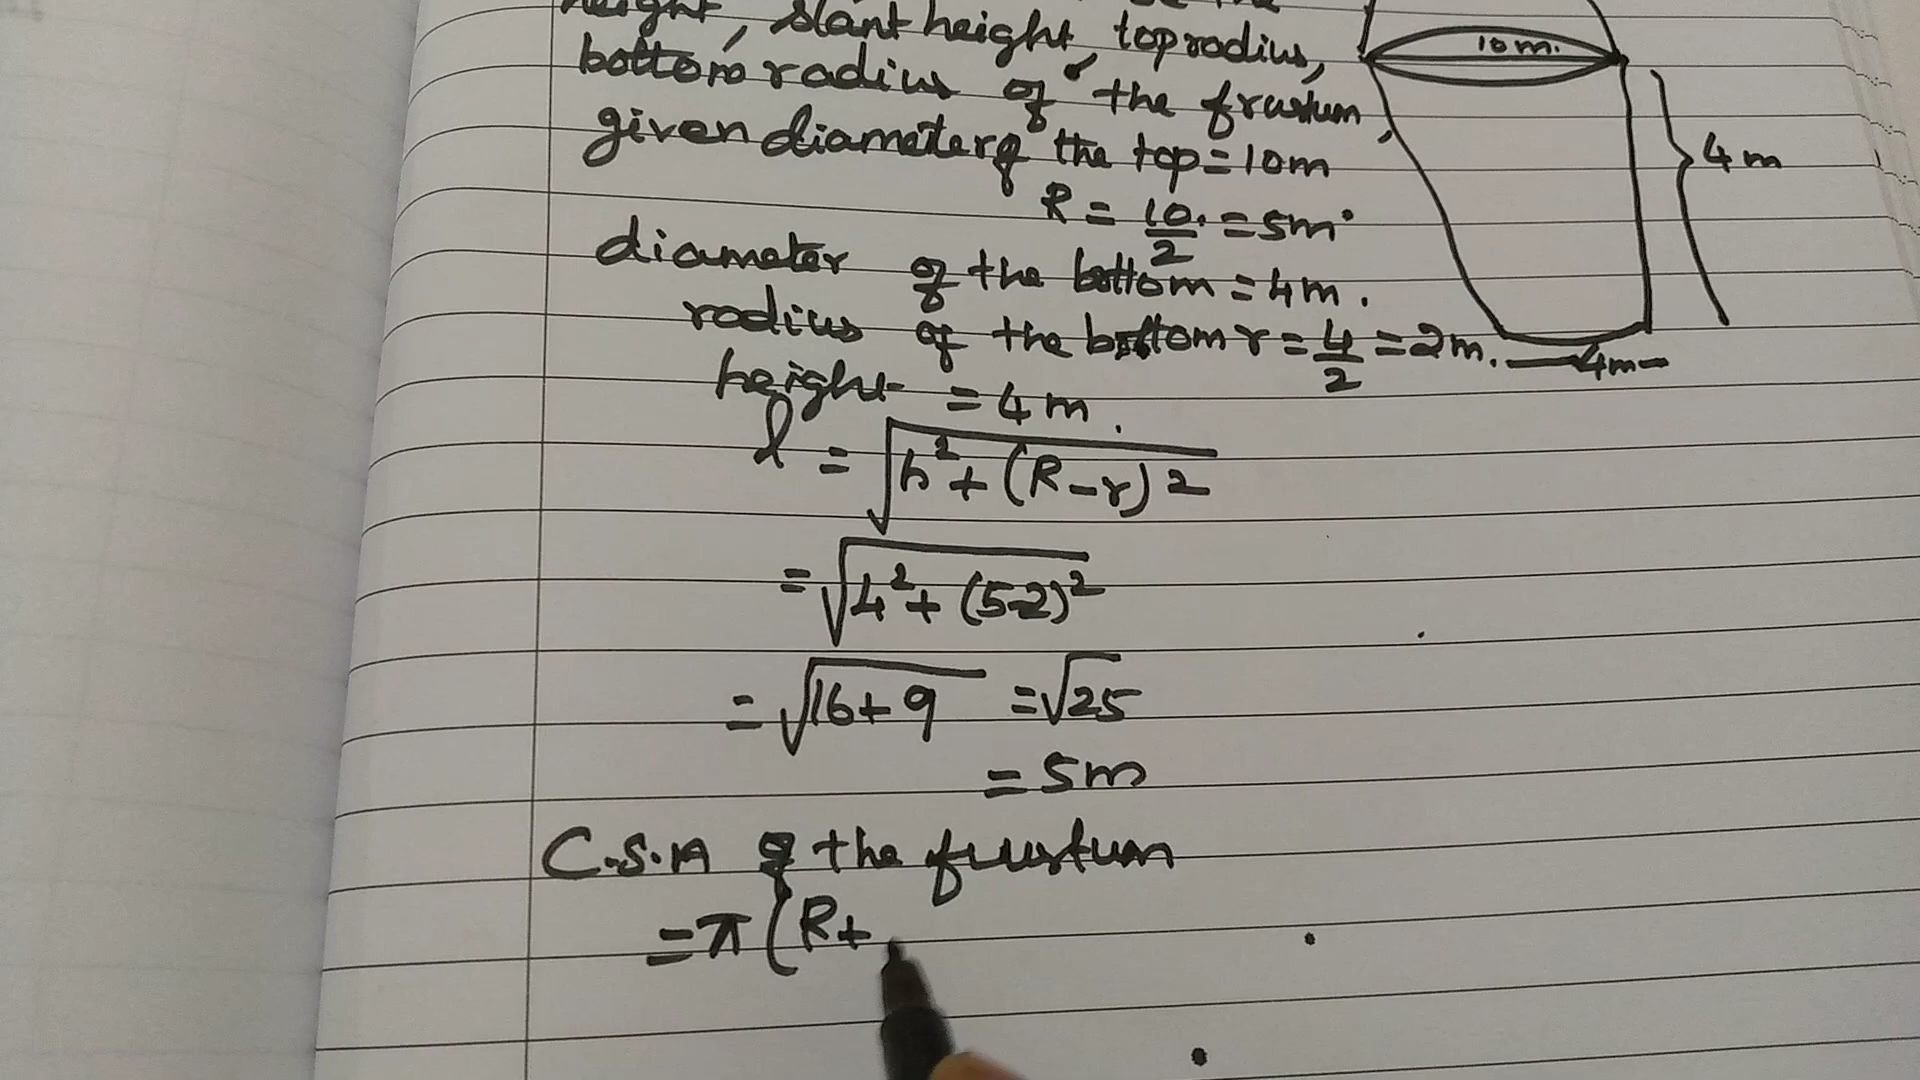 height, slant height, top radius,
bottom radius of the frustum,
given diameter of the top = 10m
R = 10/2 = 5m
diameter of the bottom = 4m.
radius of the bottom r = 4/2 = 2m.
height = 4m.
l = √h² + (R-r)²
= √4² + (5-2)²
= √16+9 = √25
= 5m
C.S.A of the frustum
= π (R+
10m.
4m
4m